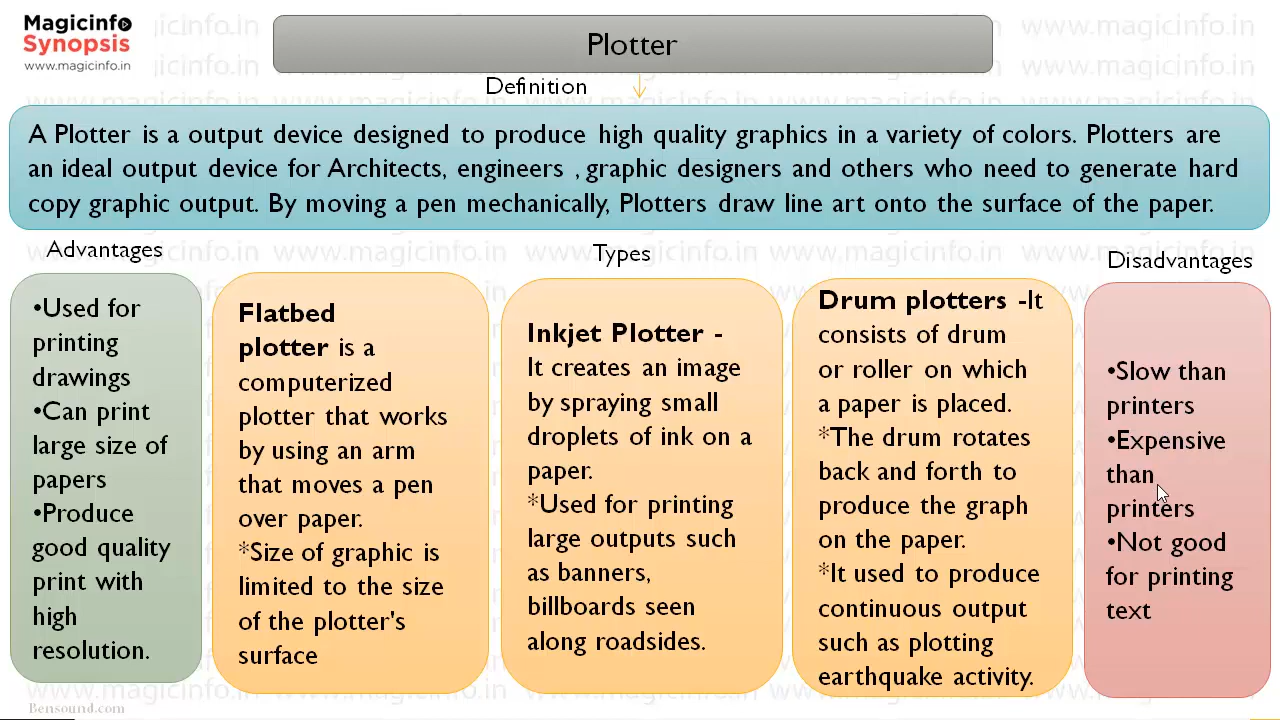 Magicinfo
Synopsis
www.magicinfo.in
Plotter
Definition
A Plotter is a output device designed to produce high quality graphics in a variety of colors. Plotters are
an ideal output device for Architects, engineers , graphic designers and others who need to generate hard
copy graphic output. By moving a pen mechanically, Plotters draw line art onto the surface of the paper.
Advantages
•Used for
printing
drawings
•Can print
large size of
papers
•Produce
good quality
print with
high
resolution.
Types
Flatbed
plotter is a
computerized
plotter that works
by using an arm
that moves a pen
over paper.
*Size of graphic is
limited to the size
of the plotter's
surface
Inkjet Plotter -
It creates an image
by spraying small
droplets of ink on a
paper.
*Used for printing
large outputs such
as banners,
billboards seen
along roadsides.
Drum plotters -It
consists of drum
or roller on which
a paper is placed.
*The drum rotates
back and forth to
produce the graph
on the paper.
*It used to produce
continuous output
such as plotting
earthquake activity.
Disadvantages
•Slow than
printers
•Expensive
than
printers
•Not good
for printing
text
www.magicinfo.in
Bensound.com